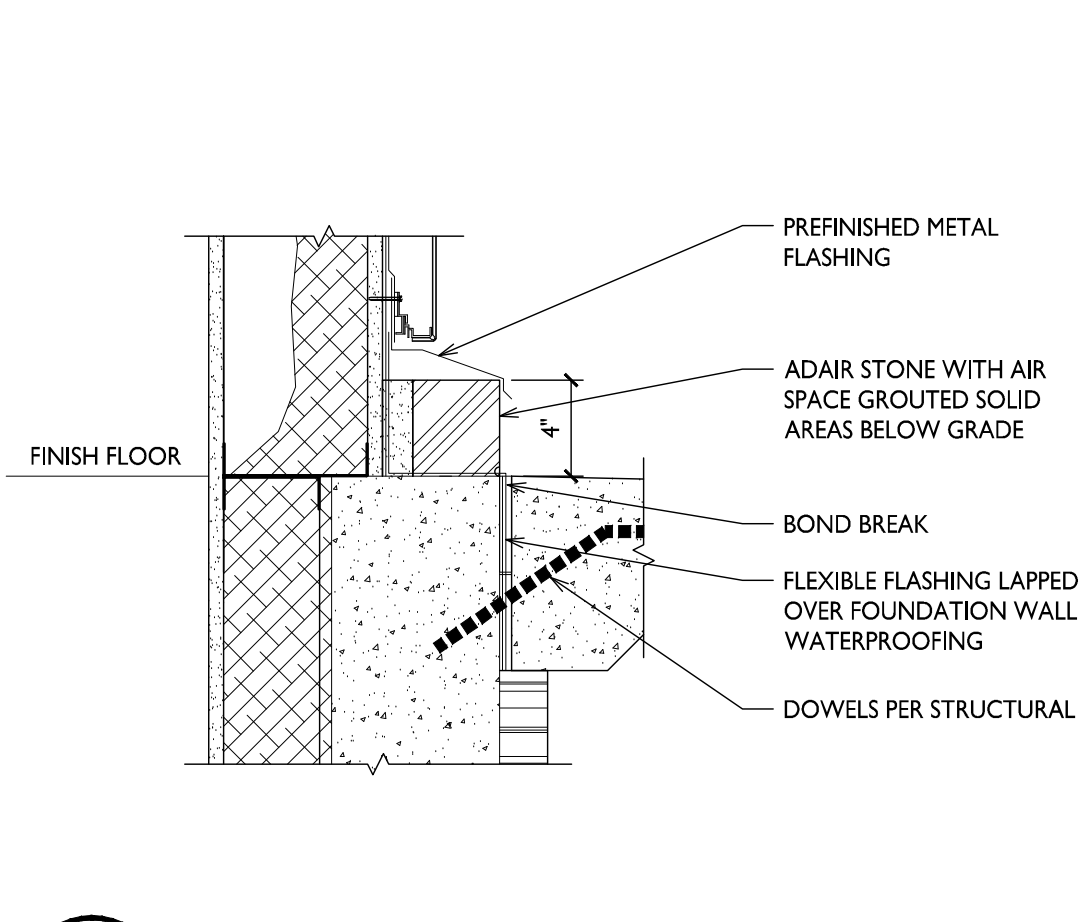 PREFINISHED METAL
FLASHING
ADAIR STONE WITH AIR
SPACE GROUTED SOLID
AREAS BELOW GRADE
4"
FINISH FLOOR
BOND BREAK
FLEXIBLE FLASHING LAPPED
OVER FOUNDATION WALL
WATERPROOFING
DOWELS PER STRUCTURAL